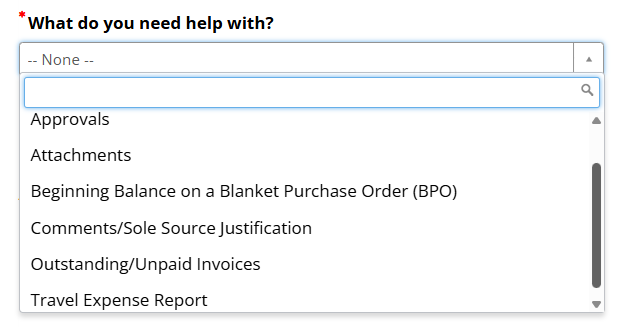 * What do you need help with?
-- None --
Approvals
Attachments
Beginning Balance on a Blanket Purchase Order (BPO)
Comments/Sole Source Justification
Outstanding/Unpaid Invoices
Travel Expense Report